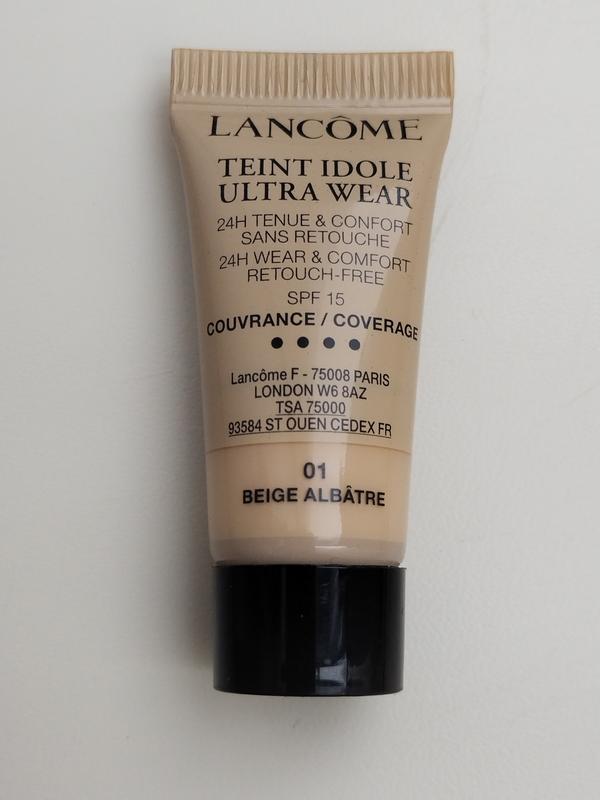 LANCÔME
TEINT IDOLE
ULTRA WEAR
24H TENUE & CONFORT
SANS RETOUCHE
24H WEAR & COMFORT
RETOUCH-FREE
SPF 15
COUVRANCE / COVERAGE
Lancôme F - 75008 PARIS
LONDON W6 8AZ
TSA 75000
93584 ST OUEN CEDEX FR
01
BEIGE ALBÂTRE